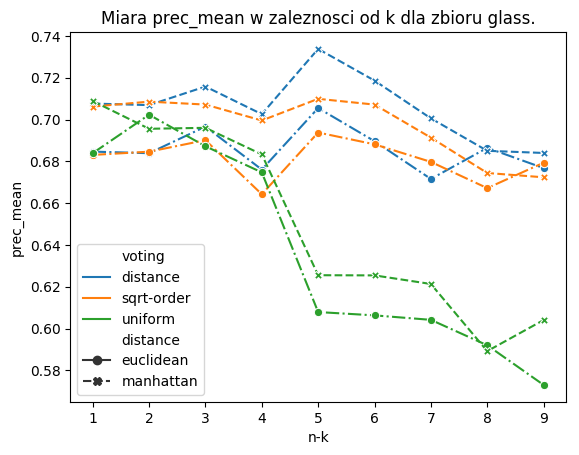 Miara prec_mean w zaleznosci od k dla zbioru glass.
prec_mean
0.74
0.72
0.70
0.68
0.66
0.64
0.62
0.60
0.58
voting
distance
sqrt-order
uniform
distance
euclidean
manhattan
1 2 3 4 5 6 7 8 9
n-k